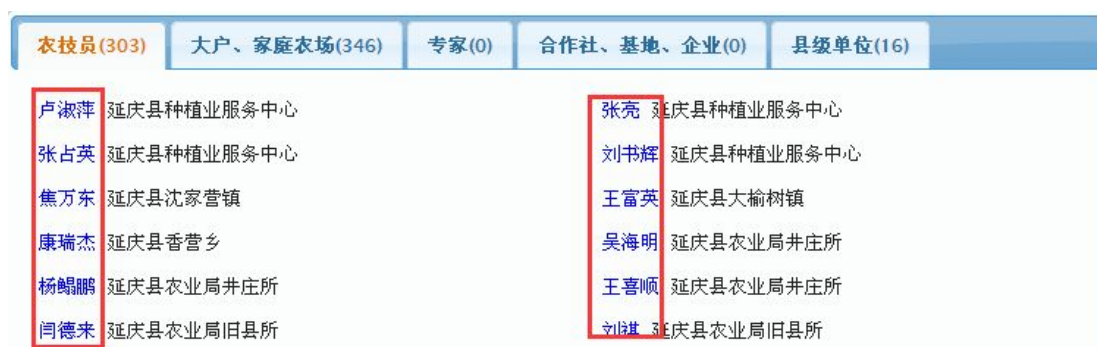 农技员(303) 大户、家庭农场(346) 专家(0) 合作社、基地、企业(0) 县级单位(16)
卢淑萍 延庆县种植业服务中心 张亮 延庆县种植业服务中心
张占英 延庆县种植业服务中心 刘书辉 延庆县种植业服务中心
焦万东 延庆县沈家营镇 王富英 延庆县大榆树镇
康瑞杰 延庆县香营乡 吴海明 延庆县农业局井庄所
杨鹍鹏 延庆县农业局井庄所 王喜顺 延庆县农业局井庄所
闫德来 延庆县农业局旧县所 刘祺 延庆县农业局旧县所